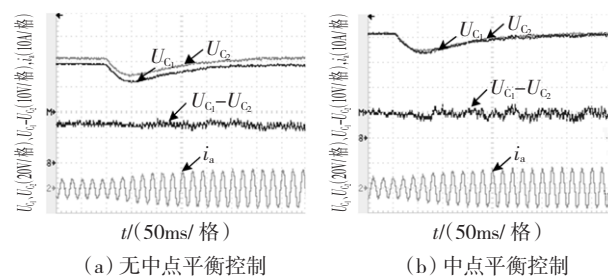 U_C1,U_C2(20V/格),U_C1-U_C2(10V/格),i_a(10A/格)
U_C1
U_C2
U_C1-U_C2
i_a
t/(50ms/格)
(a)无中点平衡控制
U_C1,U_C2(20V/格),U_C1-U_C2(10V/格),i_a(10A/格)
U_C1
U_C2
U_C1-U_C2
i_a
t/(50ms/格)
(b)中点平衡控制